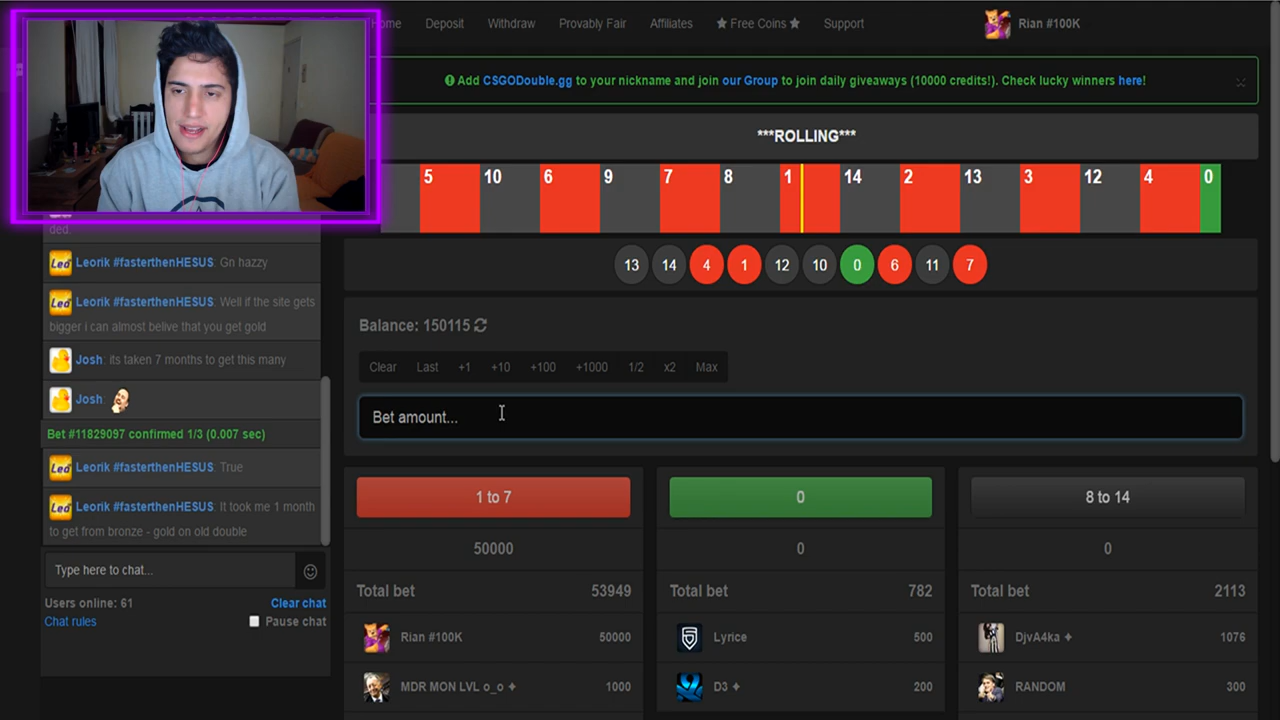 ome Deposit Withdraw Provably Fair Affiliates ★ Free Coins ★ Support Rian #100K
Add CSGODouble.gg to your nickname and join our Group to join daily giveaways (10000 credits!). Check lucky winners here!
***ROLLING***
5 10 6 9 7 8 1 14 2 13 3 12 4 0
13 14 4 1 12 10 0 6 11 7
ded.
Leorik #fasterthenHESUS: Gn hazzy
Leorik #fasterthenHESUS: Well if the site gets
bigger i can almost belive that you get gold
Josh: its taken 7 months to get this many
Josh:
Bet #11829097 confirmed 1/3 (0.007 sec)
Leorik #fasterthenHESUS: True
Leorik #fasterthenHESUS: It took me 1 month
to get from bronze - gold on old double
Type here to chat...
Users online: 61 Clear chat
Chat rules Pause chat
Balance: 150115
Clear Last +1 +10 +100 +1000 1/2 x2 Max
Bet amount...
1 to 7 0 8 to 14
50000 0 0
Total bet 53949 Total bet 782 Total bet 2113
Rian #100K 50000 Lyrice 500 DjvA4ka 1076
MDR MON LVL o_o 1000 D3 200 RANDOM 300